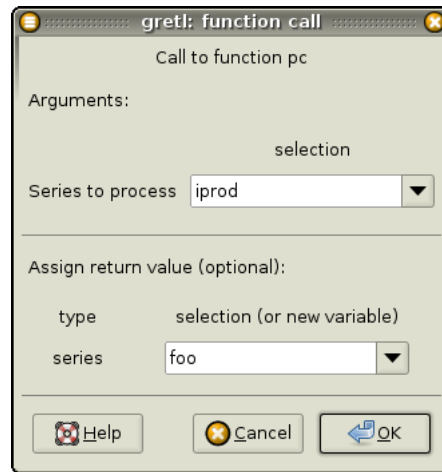 gretl: function call
Call to function pc
Arguments:
selection
Series to process iprod
Assign return value (optional):
type selection (or new variable)
series foo
Help Cancel OK